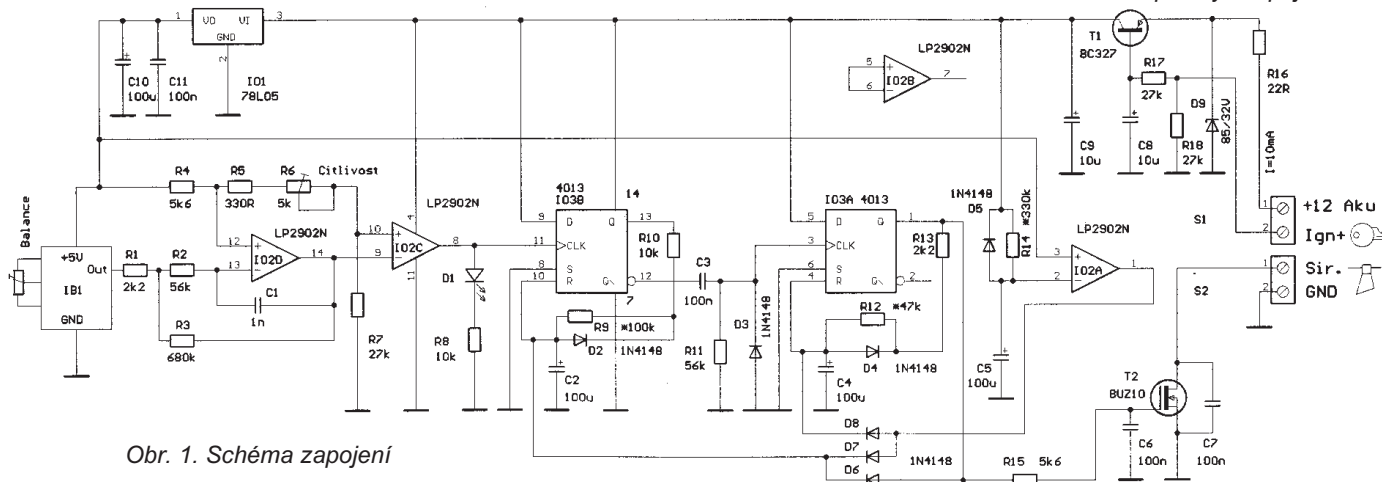 1
VO
VI
3
GND
2
C10
100u
C11
100n
IO1
78L05
5
6
IO2B
7
LP2902N
T1
BC327
R17
27k
R16
22R
C9
10u
C8
10u
R18
27k
D9
BS/32V
I=10mA
Balance
+5V
Out
IB1
GND
R1
2k2
R2
56k
R3
680k
R4
5k6
R5
330R
R6
5k
Citlivost
LP2902N
12
13
IO2D
14
C1
1n
R7
27k
LP2902N
10
9
4
11
IO2C
8
D1
R8
10k
4013
IO3B
14
9
D
Q
13
11
CLK
8
S
10
R
Q\
12
7
R10
10k
R9
*100k
D2
1N4148
C2
100u
C3
100n
R11
56k
D3
1N4148
IO3A 4013
5
D
Q
1
3
CLK
6
S
4
R
Q\
2
R13
2k2
R12
*47k
D4
1N4148
C4
100u
1N4148
D5
R14
*330k
C5
100u
LP2902N
3
2
IO2A
1
D8
D7
D6
1N4148
R15
5k6
T2
BUZ10
C6
100n
C7
100n
S1
1
+12 Aku
2
Ign+
S2
1
Sir.
2
GND
Obr. 1. Schéma zapojení